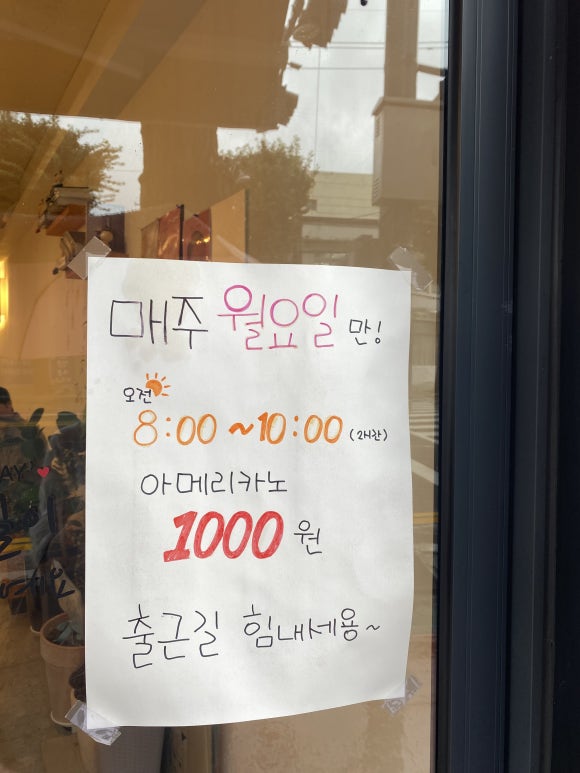 매주 월요일 만!
오전
8:00 ~10:00 (2시간)
아메리카노
1000 원
출근길 힘내세용~